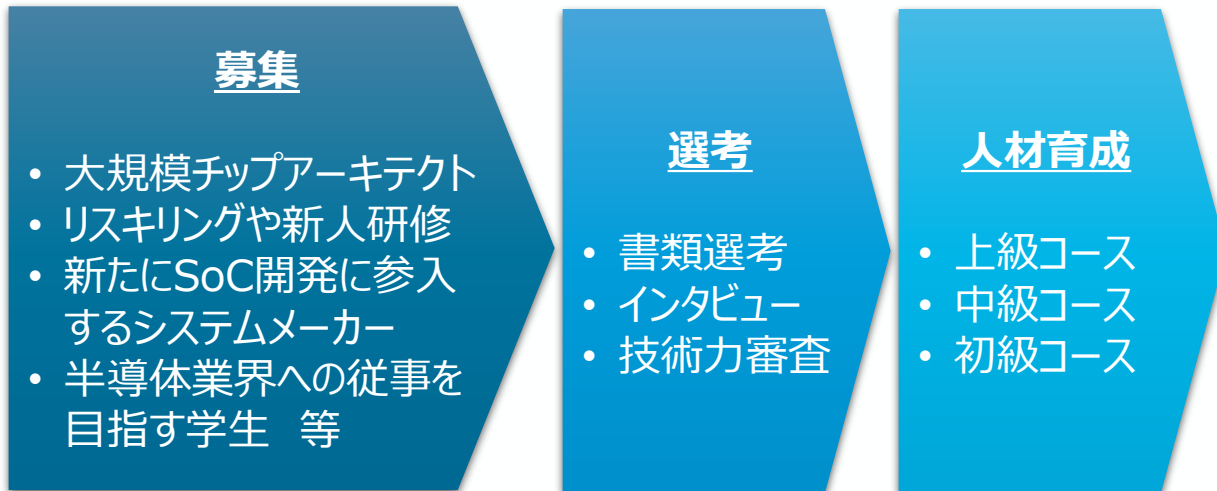 募集
• 大規模チップアーキテクト
• リスキリングや新人研修
• 新たにSoC開発に参入
するシステムメーカー
• 半導体業界への従事を
目指す学生　等
選考
• 書類選考
• インタビュー
• 技術力審査
人材育成
• 上級コース
• 中級コース
• 初級コース